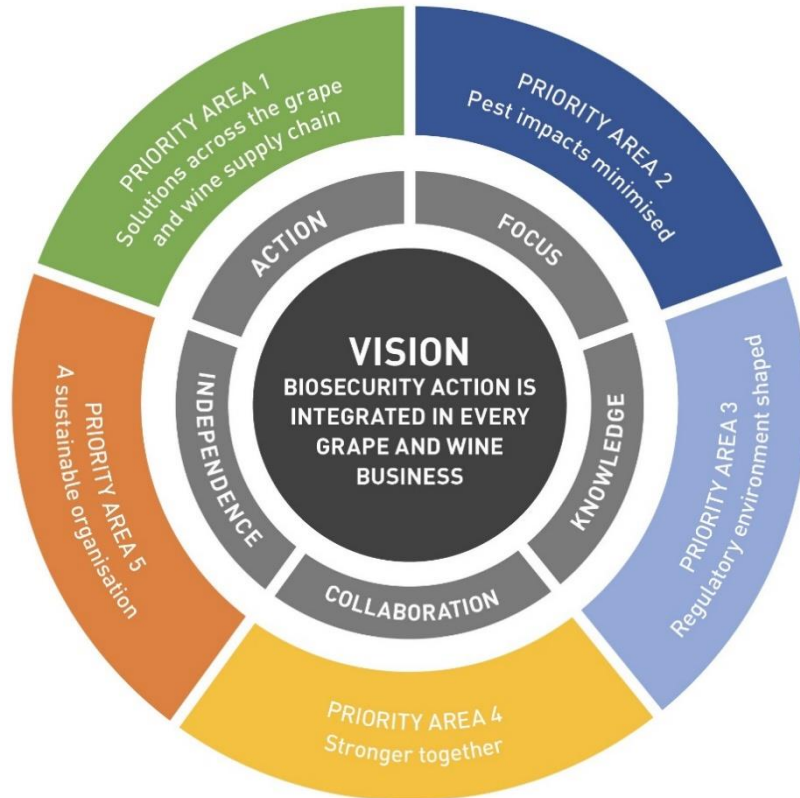 PRIORITY AREA 1
Solutions across the grape
and wine supply chain
PRIORITY AREA 2
Pest impacts minimised
PRIORITY AREA 3
Regulatory environment shaped
PRIORITY AREA 4
Stronger together
PRIORITY AREA 5
A sustainable organisation
ACTION
FOCUS
KNOWLEDGE
COLLABORATION
INDEPENDENCE
VISION
BIOSECURITY ACTION IS
INTEGRATED IN EVERY
GRAPE AND WINE
BUSINESS